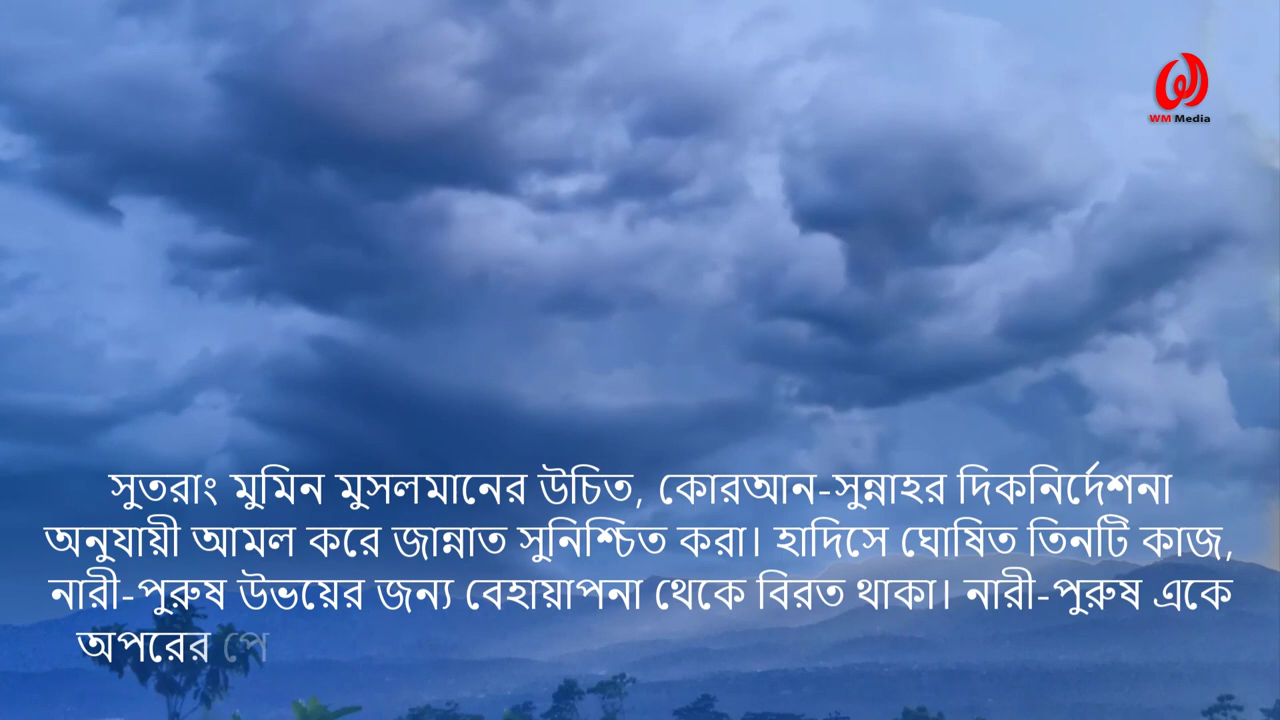 WM Media
সুতরাং মুমিন মুসলমানের উচিত, কোরআন-সুন্নাহর দিকনির্দেশনা
অনুযায়ী আমল করে জান্নাত সুনিশ্চিত করা। হাদিসে ঘোষিত তিনটি কাজ,
নারী-পুরুষ উভয়ের জন্য বেহায়াপনা থেকে বিরত থাকা। নারী-পুরুষ একে
অপরের পে